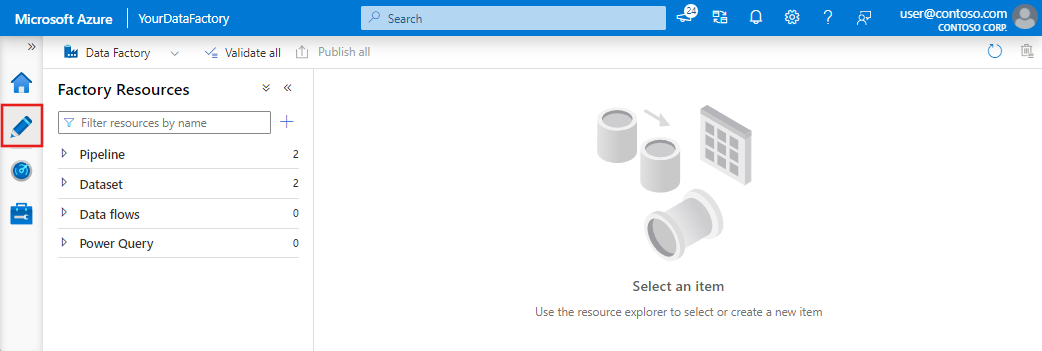 Microsoft Azure YourDataFactory Search 24 user@contoso.com
CONTOSO CORP.
Data Factory Validate all Publish all
Factory Resources
Filter resources by name
Pipeline 2
Dataset 2
Data flows 0
Power Query 0
Select an item
Use the resource explorer to select or create a new item